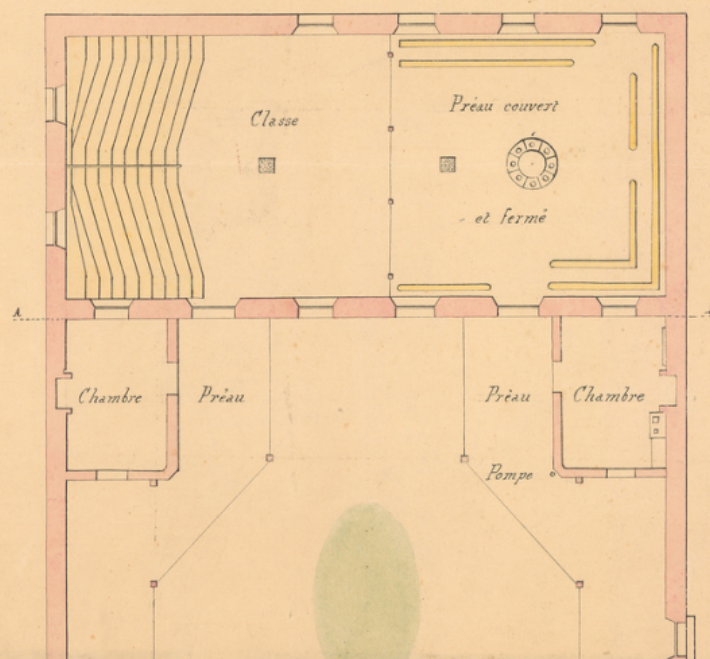 Classe
Préau couvert
et fermé
A.
Chambre
Préau
Préau
Chambre
Pompe